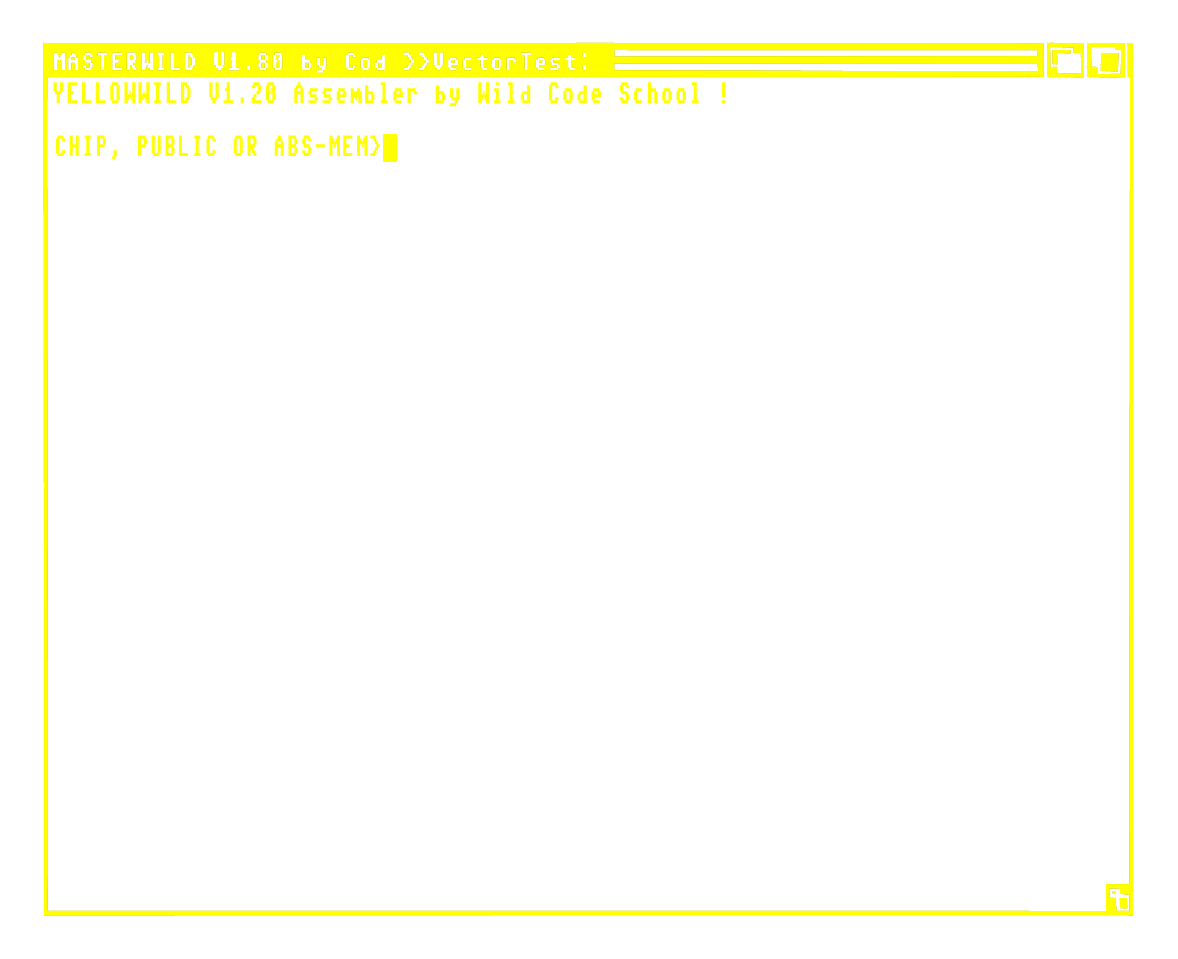 MASTERWILD V1.80 by Cod >>VectorTest:
YELLOWWILD V1.20 Assembler by Wild Code School !
CHIP, PUBLIC OR ABS-MEM>